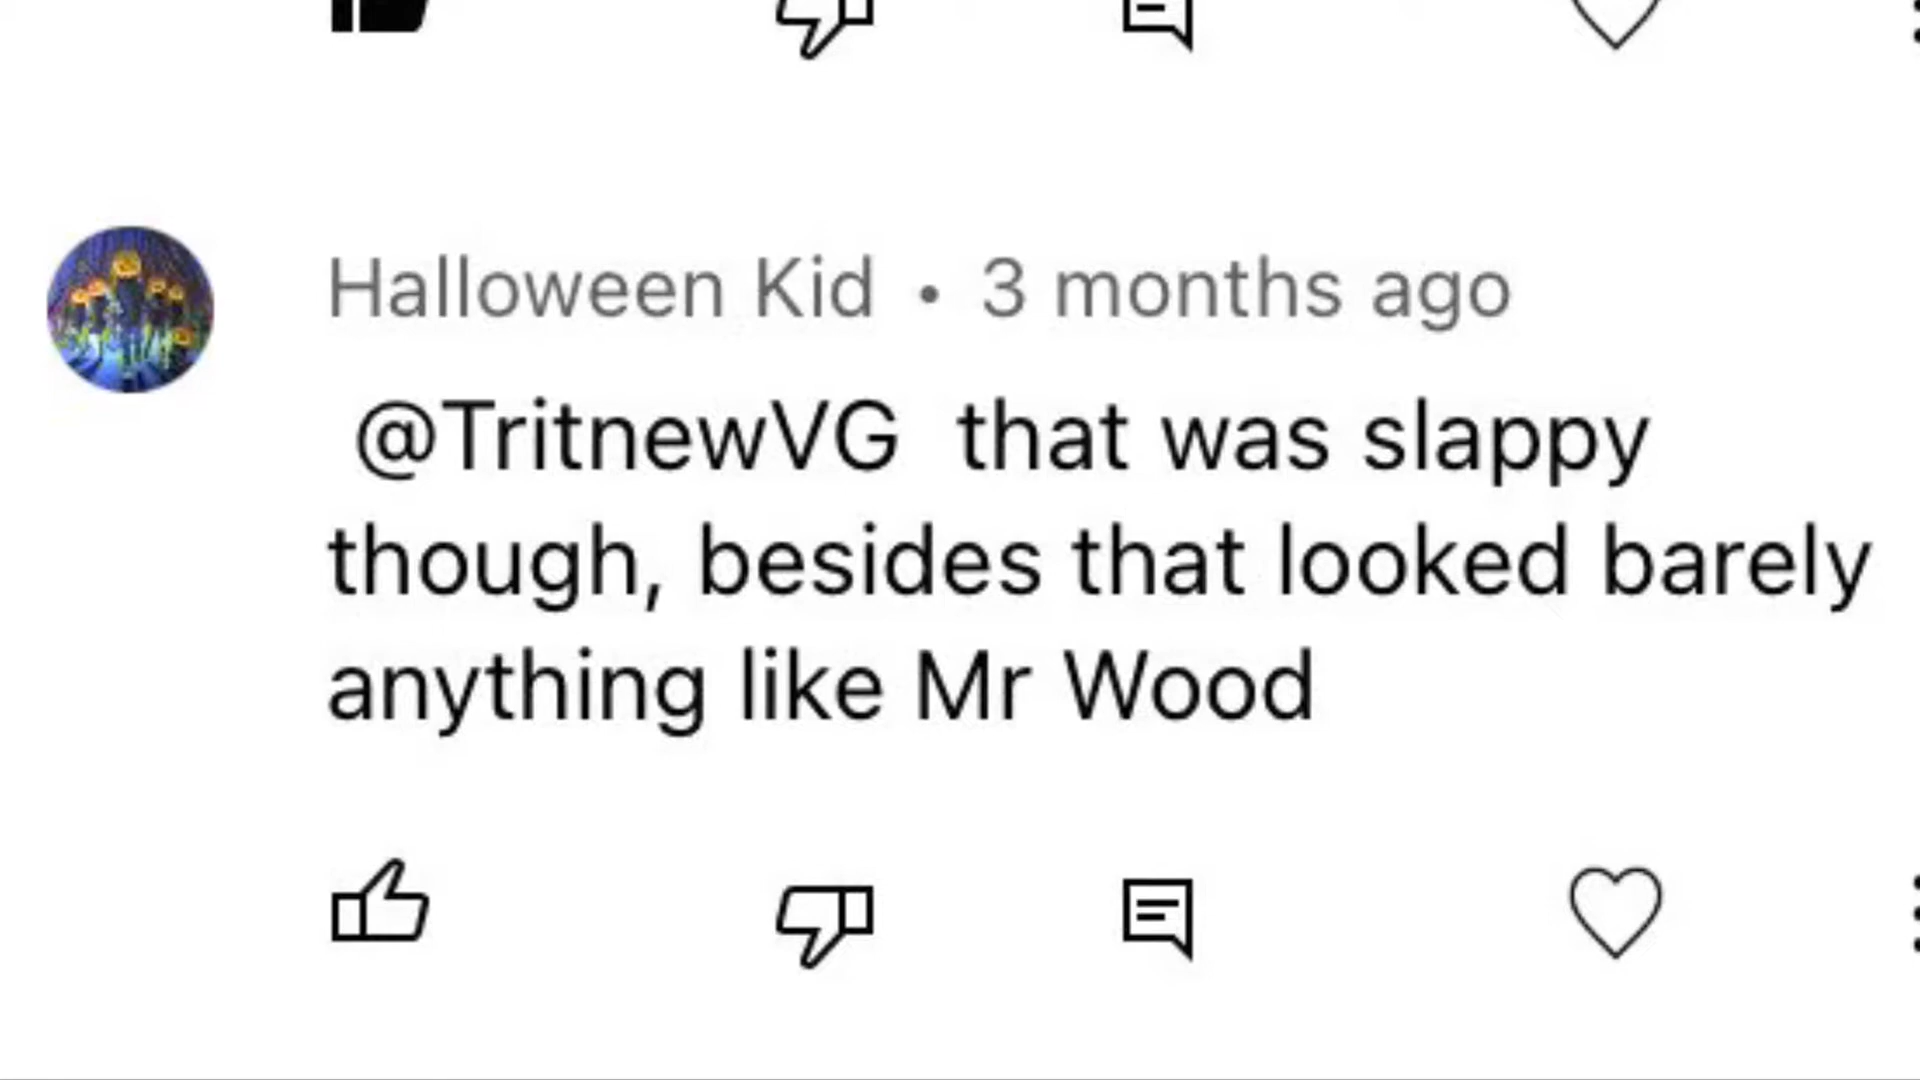 Halloween Kid • 3 months ago
@TritnewVG that was slappy
though, besides that looked barely
anything like Mr Wood